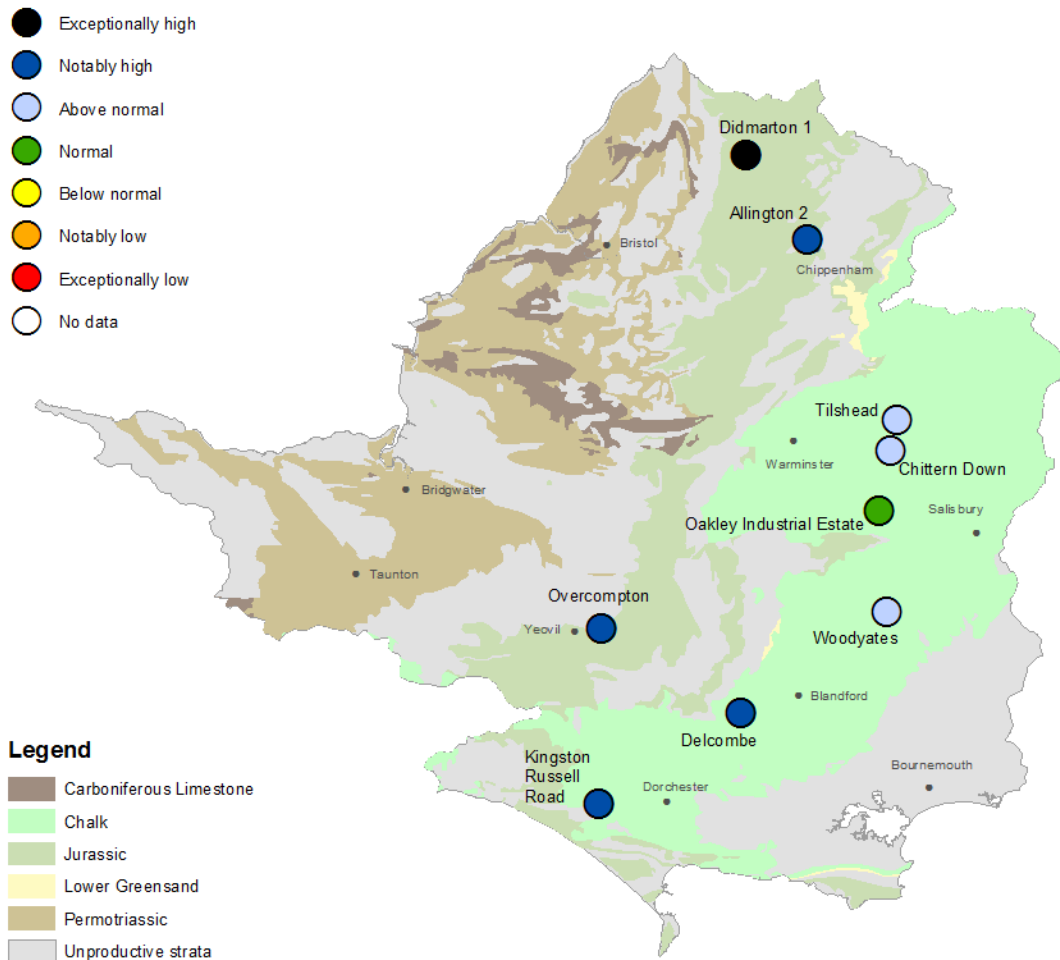 Exceptionally high
Notably high
Above normal
Normal
Below normal
Notably low
Exceptionally low
No data
Didmarton 1
Allington 2
Bristol
Chippenham
Tilshead
Warminster
Chittern Down
Bridgwater
Oakley Industrial Estate
Salisbury
Taunton
Overcompton
Yeovil
Woodyates
Blandford
Delcombe
Kingston
Russell
Road
Dorchester
Bournemouth
Legend
Carboniferous Limestone
Chalk
Jurassic
Lower Greensand
Permotriassic
Unproductive strata